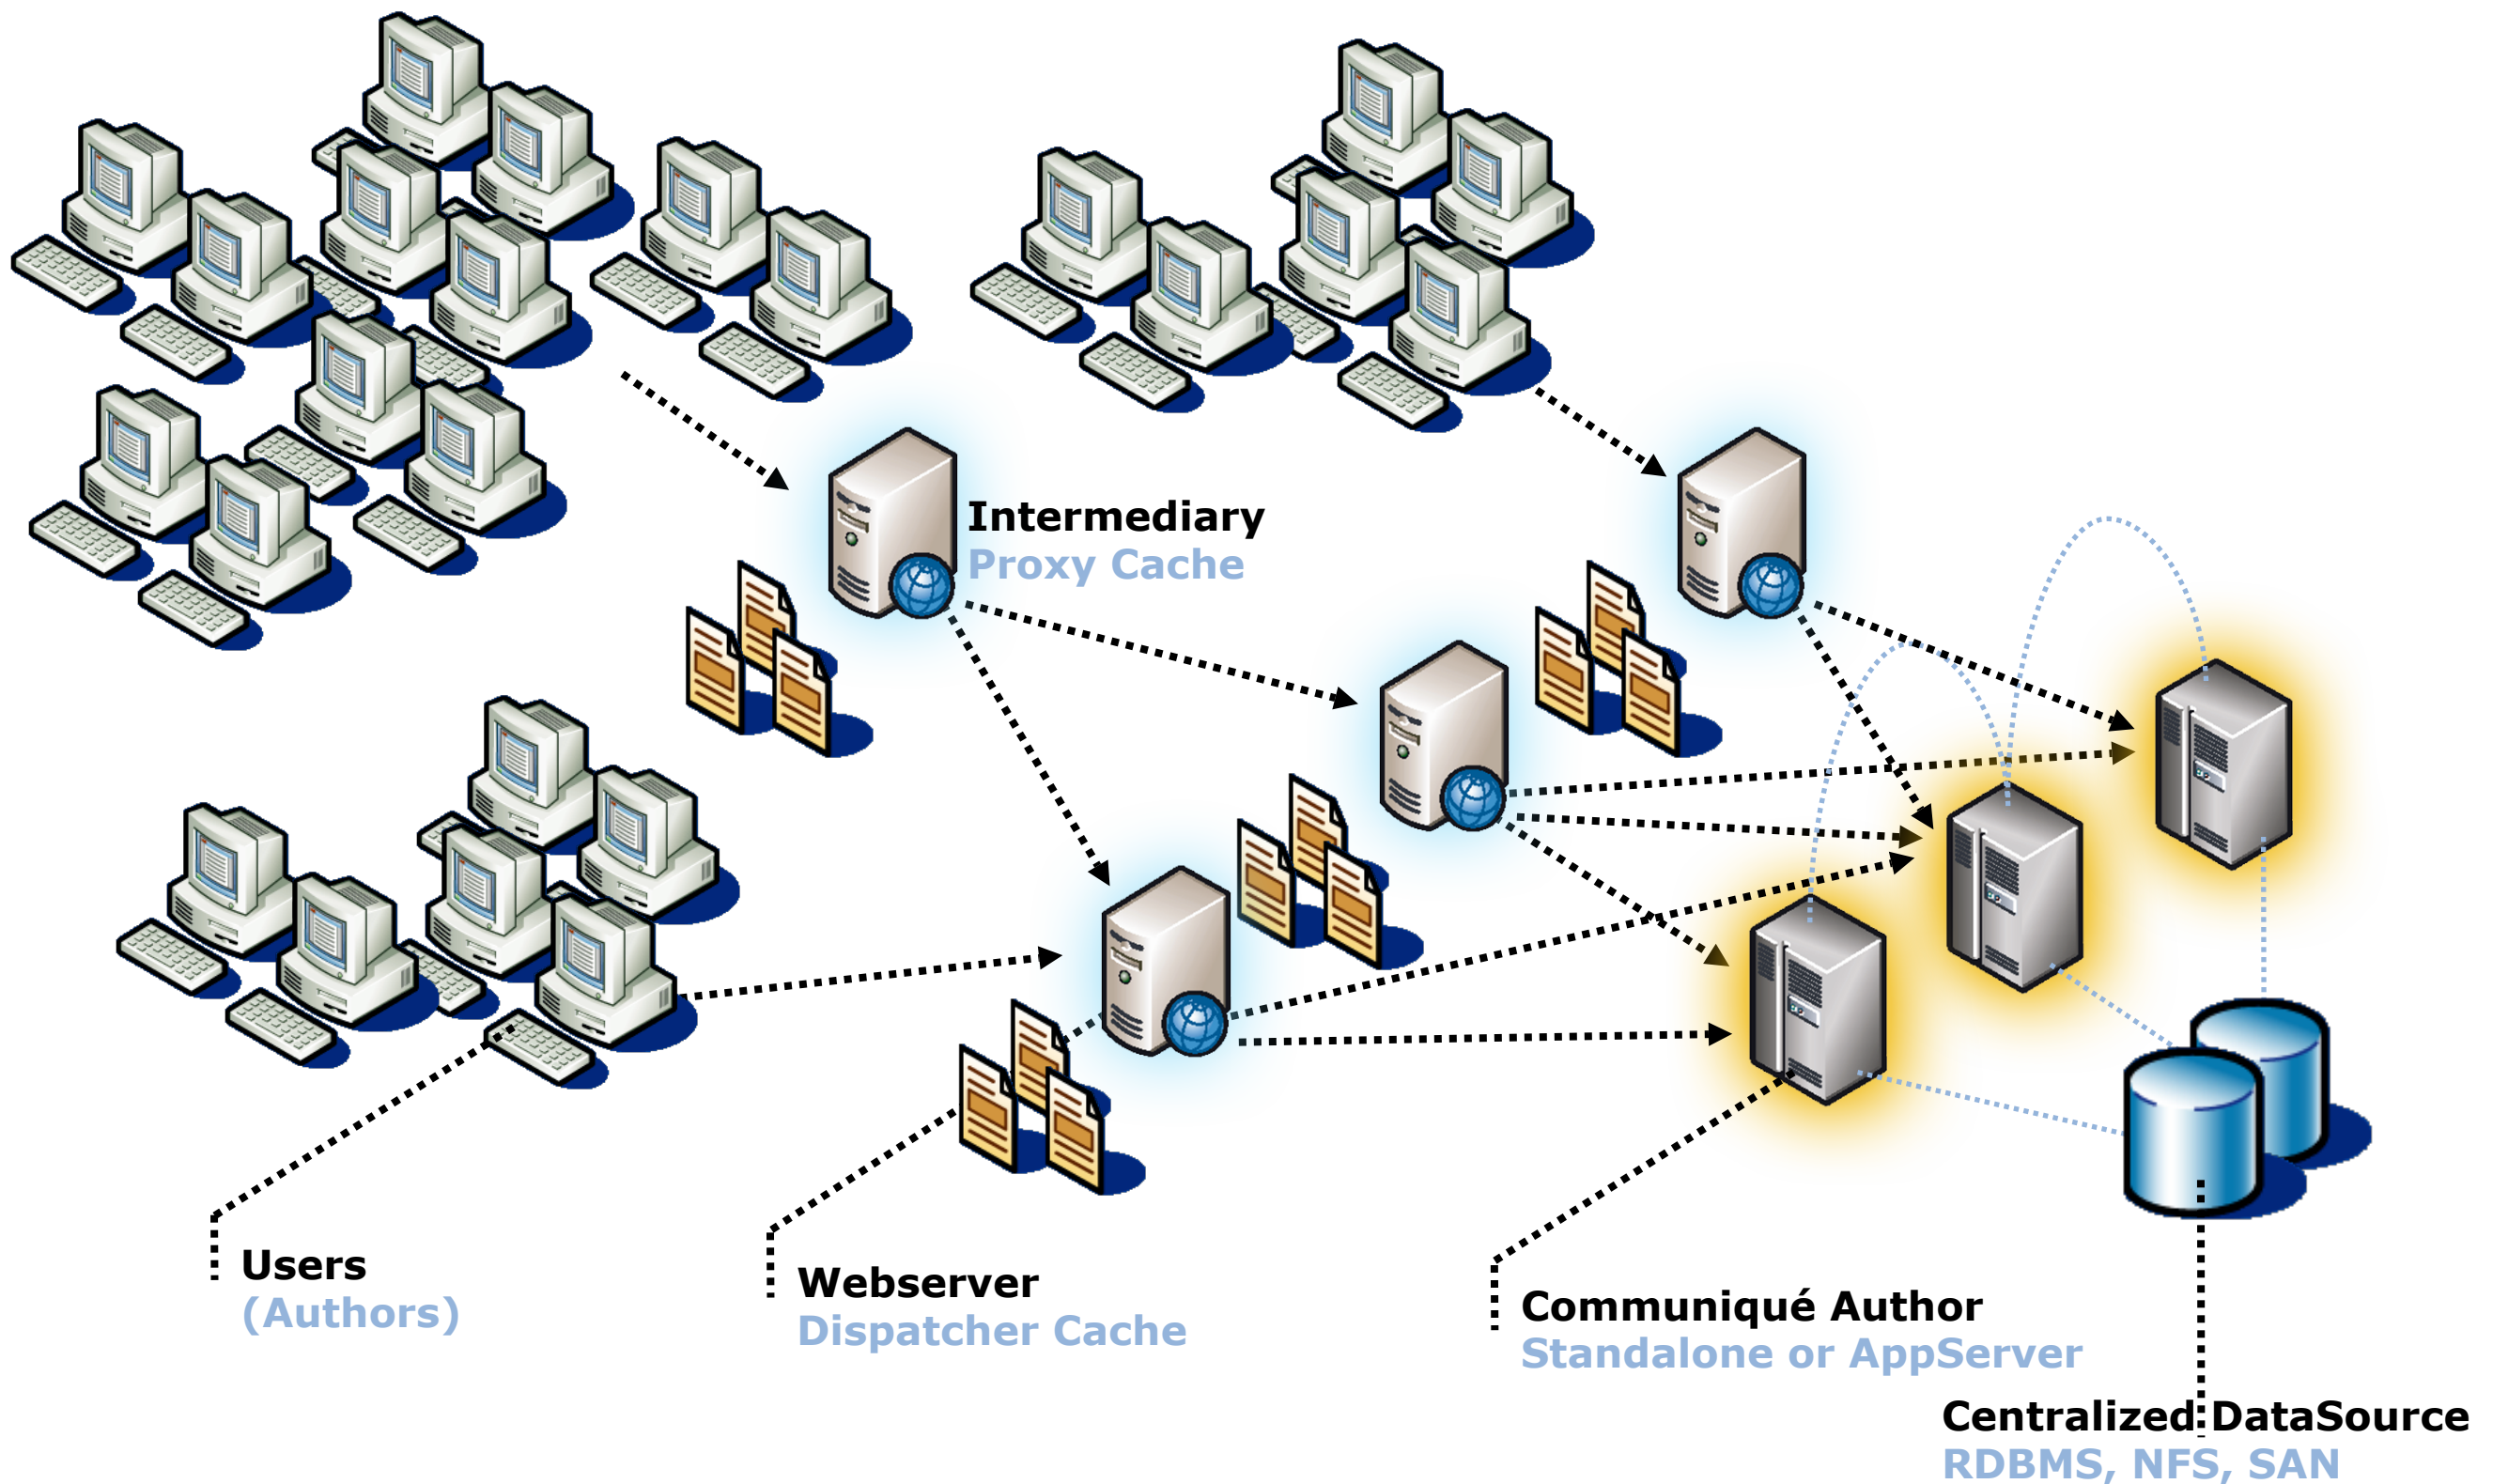 Intermediary
Proxy Cache
Users
(Authors)
Webserver
Dispatcher Cache
Communiqué Author
Standalone or AppServer
Centralized DataSource
RDBMS, NFS, SAN